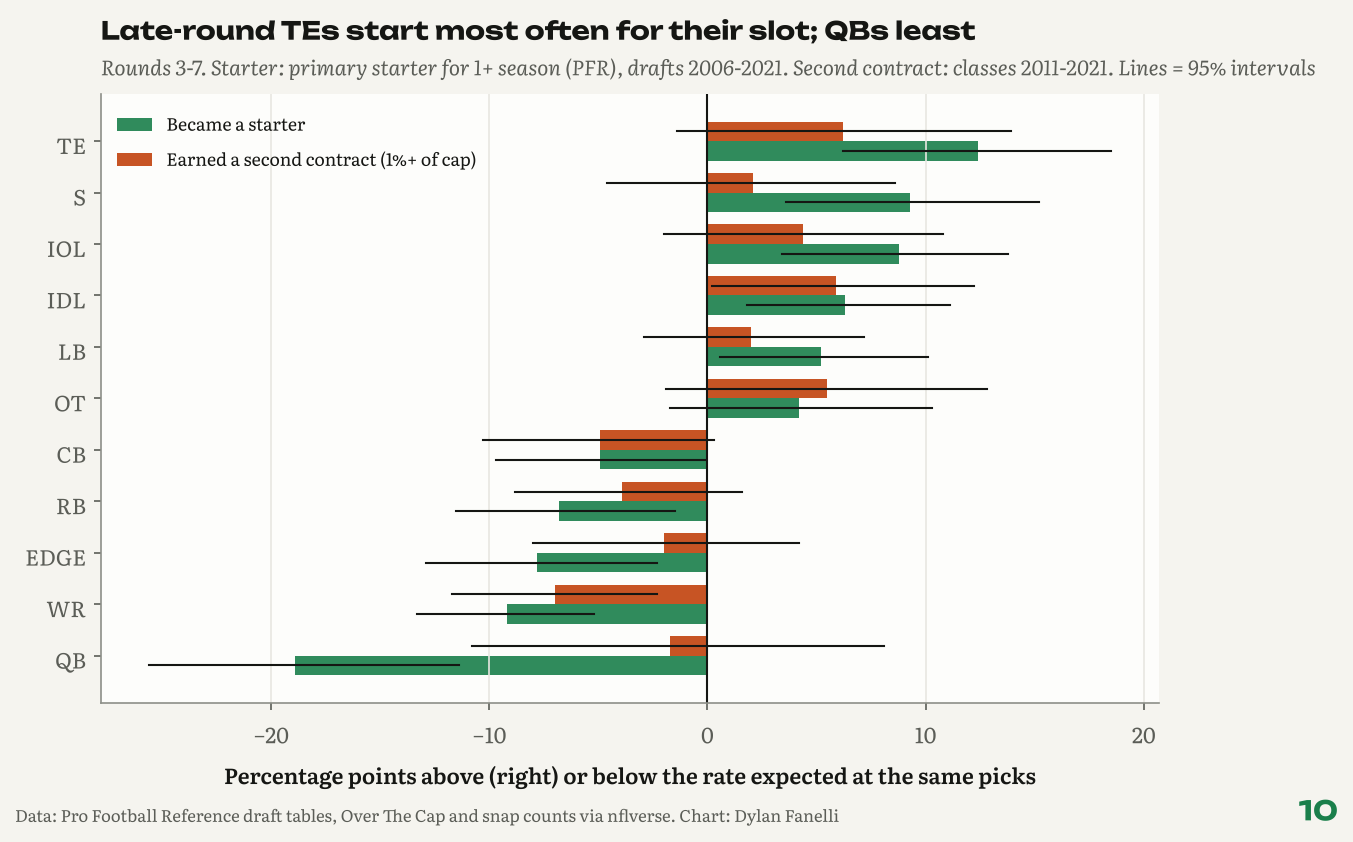 Late-round TEs start most often for their slot; QBs least
Rounds 3-7. Starter: primary starter for 1+ season (PFR), drafts 2006-2021. Second contract: classes 2011-2021. Lines = 95% intervals
Became a starter
Earned a second contract (1%+ of cap)
TE
S
IOL
IDL
LB
OT
CB
RB
EDGE
WR
QB
−20 −10 0 10 20
Percentage points above (right) or below the rate expected at the same picks
Data: Pro Football Reference draft tables, Over The Cap and snap counts via nflverse. Chart: Dylan Fanelli
10